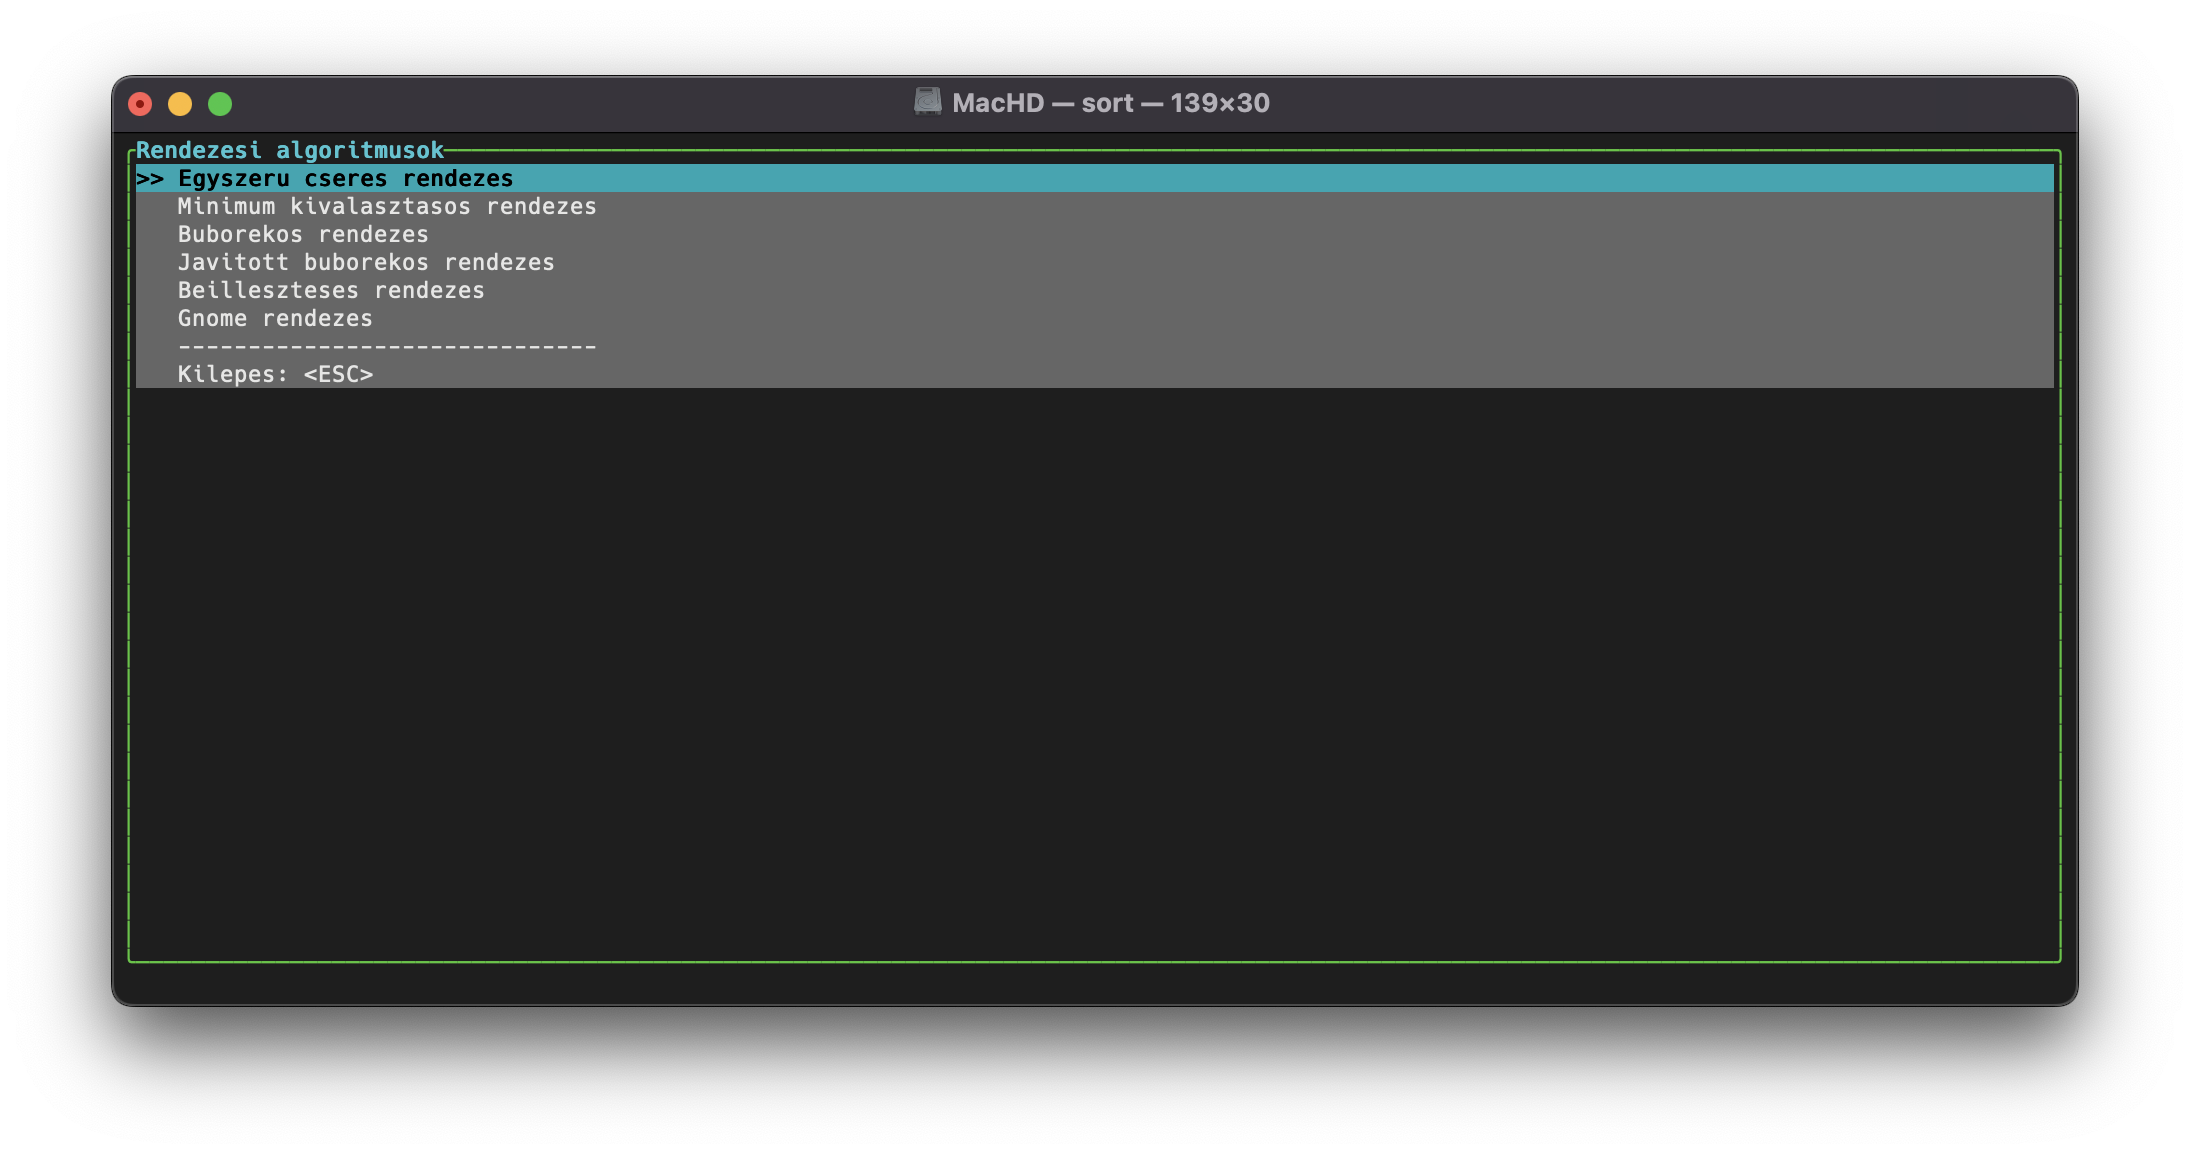 MacHD — sort — 139×30
Rendezesi algoritmusok
>> Egyszeru cseres rendezes
Minimum kivalasztasos rendezes
Buborekos rendezes
Javitott buborekos rendezes
Beilleszteses rendezes
Gnome rendezes
------------------------------
Kilepes: <ESC>